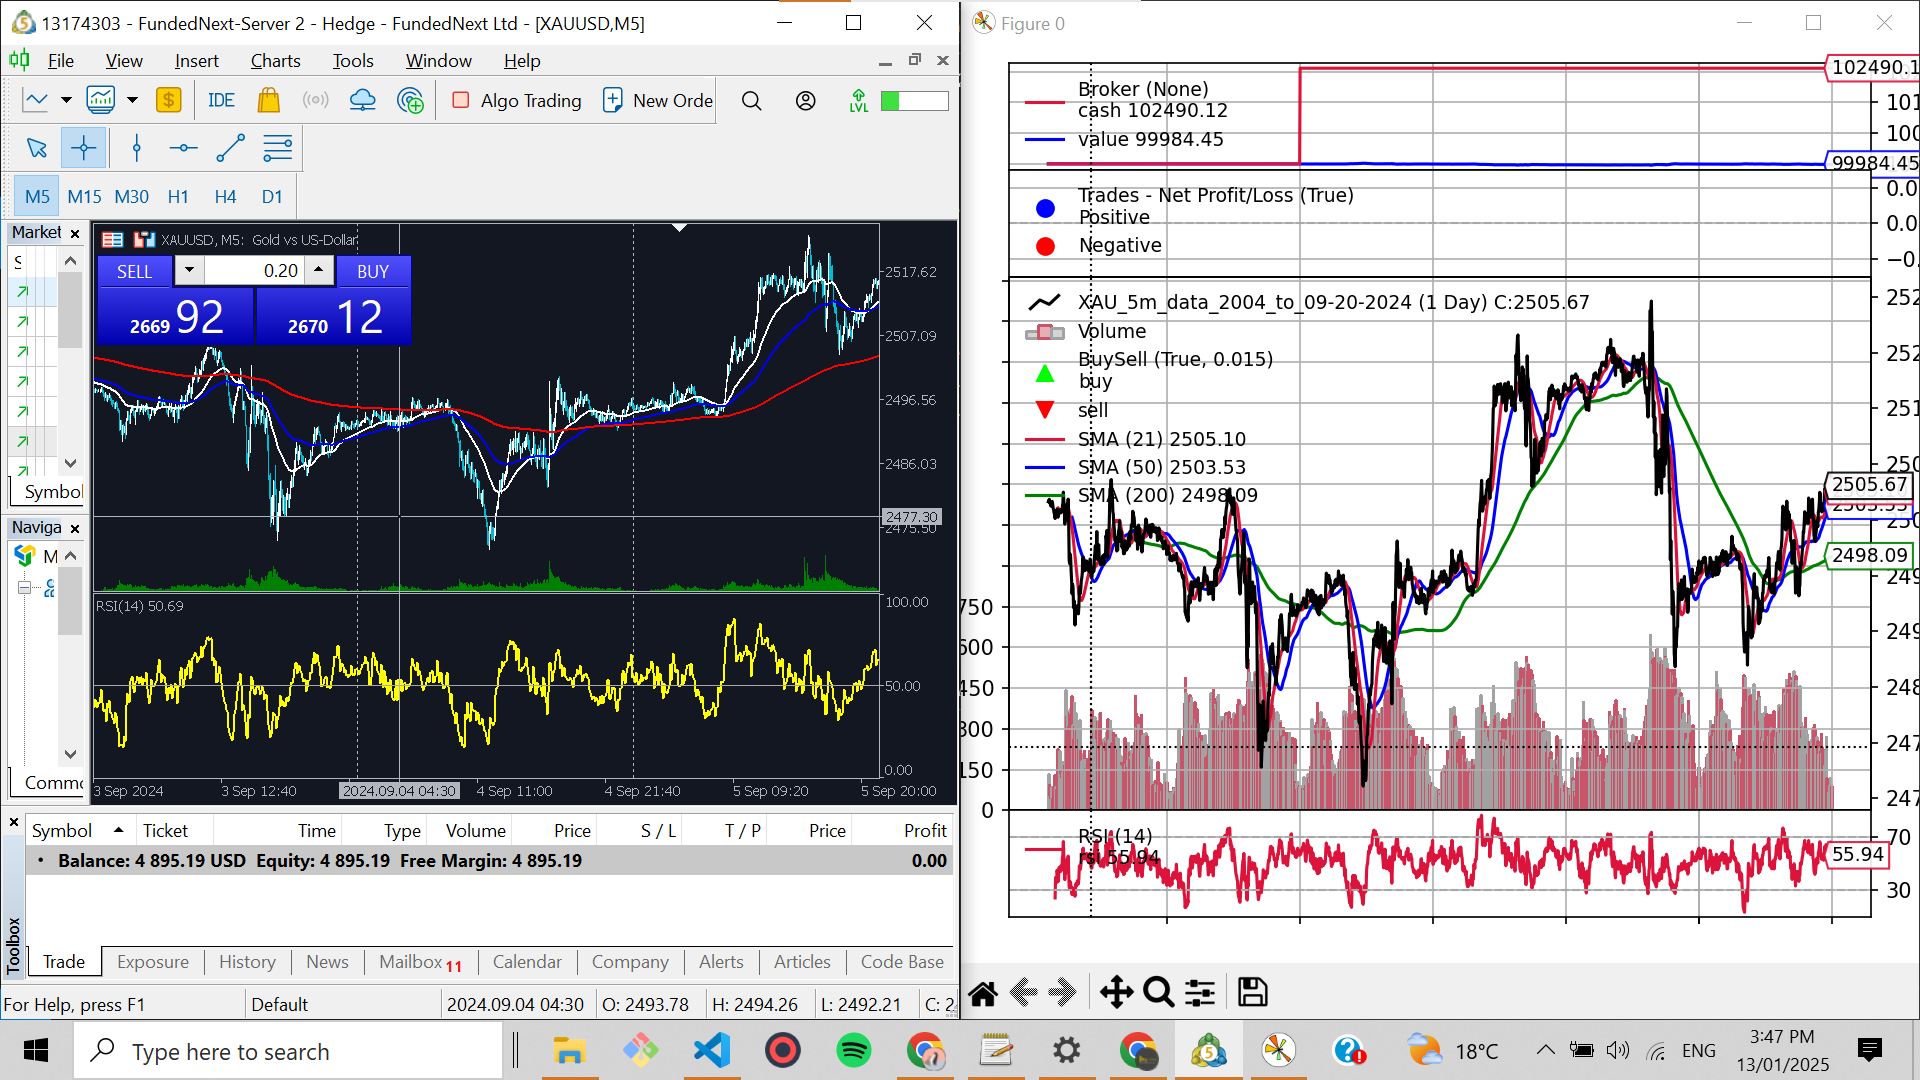 13174303 - FundedNext-Server 2 - Hedge - FundedNext Ltd - [XAUUSD,M5]
File View Insert Charts Tools Window Help
IDE Algo Trading New Orde LVL
M5 M15 M30 H1 H4 D1
Market
S
Symbol
Naviga
M
Commo
XAUUSD, M5: Gold vs US-Dollar
SELL 0.20 BUY
2669 92 2670 12
2517.62
2507.09
2496.56
2486.03
2477.30
2475.50
RSI(14) 50.69
100.00
50.00
0.00
3 Sep 2024 3 Sep 12:40 2024.09.04 04:30 4 Sep 11:00 4 Sep 21:40 5 Sep 09:20 5 Sep 20:00
Symbol Ticket Time Type Volume Price S / L T / P Price Profit
Balance: 4 895.19 USD Equity: 4 895.19 Free Margin: 4 895.19 0.00
Toolbox
Trade Exposure History News Mailbox 11 Calendar Company Alerts Articles Code Base
For Help, press F1 Default 2024.09.04 04:30 O: 2493.78 H: 2494.26 L: 2492.21 C: 2
Figure 0
Broker (None)
cash 102490.12
value 99984.45
102490.1
101
100
99984.45
Trades - Net Profit/Loss (True)
Positive
Negative
0.0
0.0
−0.
XAU_5m_data_2004_to_09-20-2024 (1 Day) C:2505.67
Volume
BuySell (True, 0.015)
buy
sell
SMA (21) 2505.10
SMA (50) 2503.53
SMA (200) 2498.09
252
252
251
250
2505.67
2503.53
250
2498.09
249
249
248
247
247
750
600
450
300
150
0
RSI (14)
rsi 55.94
70
55.94
30
Type here to search
18°C ENG
3:47 PM
13/01/2025